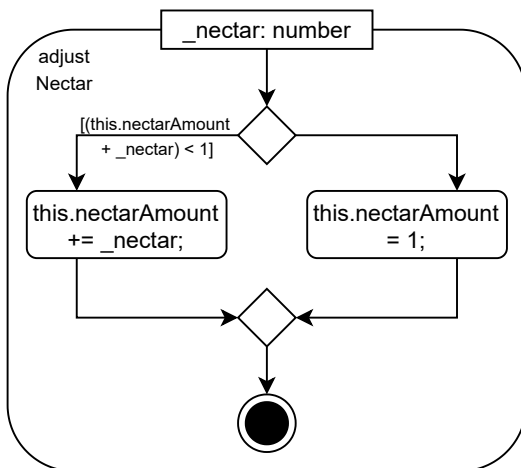 _nectar: number
adjust
Nectar
[(this.nectarAmount
+ _nectar) < 1]
this.nectarAmount
+= _nectar;
this.nectarAmount
= 1;